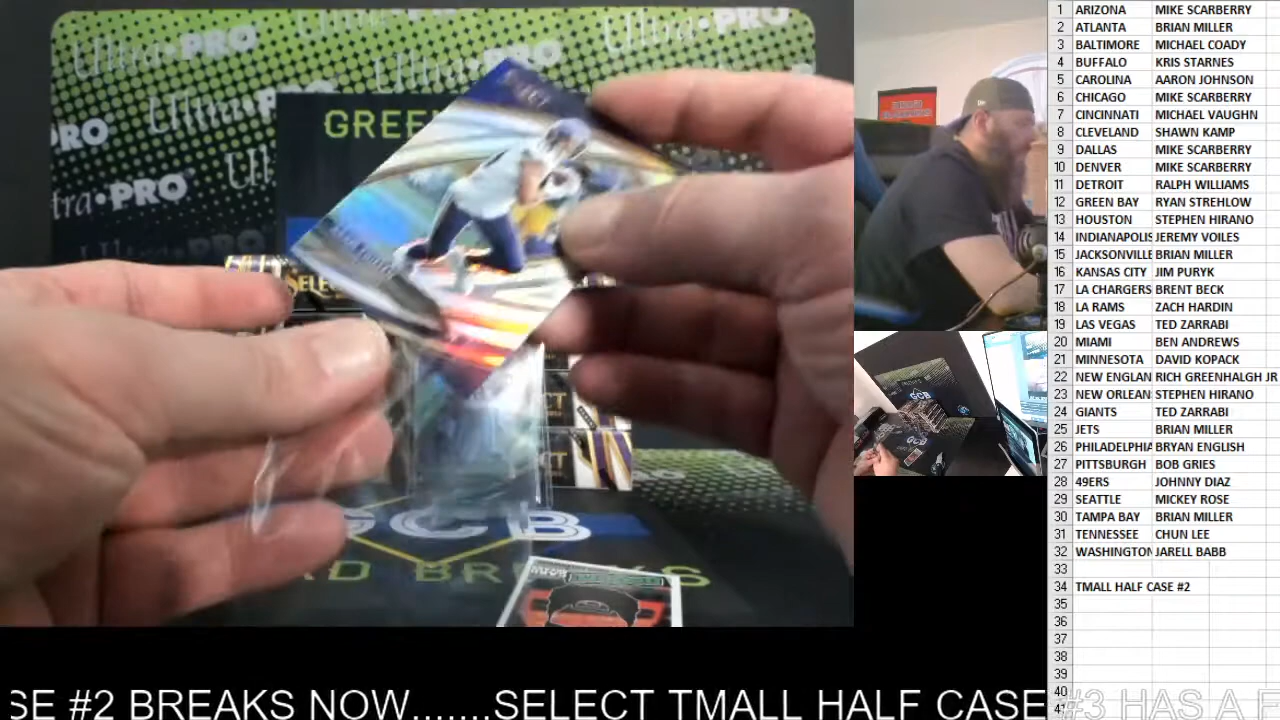 Ultra•PRO
Ultra•PRO
Ultra•PRO
PRO
GREE
SELE
GCB
RD BR
KS
1 ARIZONA MIKE SCARBERRY
2 ATLANTA BRIAN MILLER
3 BALTIMORE MICHAEL COADY
4 BUFFALO KRIS STARNES
5 CAROLINA AARON JOHNSON
6 CHICAGO MIKE SCARBERRY
7 CINCINNATI MICHAEL VAUGHN
8 CLEVELAND SHAWN KAMP
9 DALLAS MIKE SCARBERRY
10 DENVER MIKE SCARBERRY
11 DETROIT RALPH WILLIAMS
12 GREEN BAY RYAN STREHLOW
13 HOUSTON STEPHEN HIRANO
14 INDIANAPOLIS JEREMY VOILES
15 JACKSONVILLE BRIAN MILLER
16 KANSAS CITY JIM PURYK
17 LA CHARGERS BRENT BECK
18 LA RAMS ZACH HARDIN
19 LAS VEGAS TED ZARRABI
20 MIAMI BEN ANDREWS
21 MINNESOTA DAVID KOPACK
22 NEW ENGLAN RICH GREENHALGH JR
23 NEW ORLEAN STEPHEN HIRANO
24 GIANTS TED ZARRABI
25 JETS BRIAN MILLER
26 PHILADELPHIA BRYAN ENGLISH
27 PITTSBURGH BOB GRIES
28 49ERS JOHNNY DIAZ
29 SEATTLE MICKEY ROSE
30 TAMPA BAY BRIAN MILLER
31 TENNESSEE CHUN LEE
32 WASHINGTON JARELL BABB
33
34 TMALL HALF CASE #2
35
36
37
38
39
40
41
SE #2 BREAKS NOW.......SELECT TMALL HALF CASE #3 HAS A F